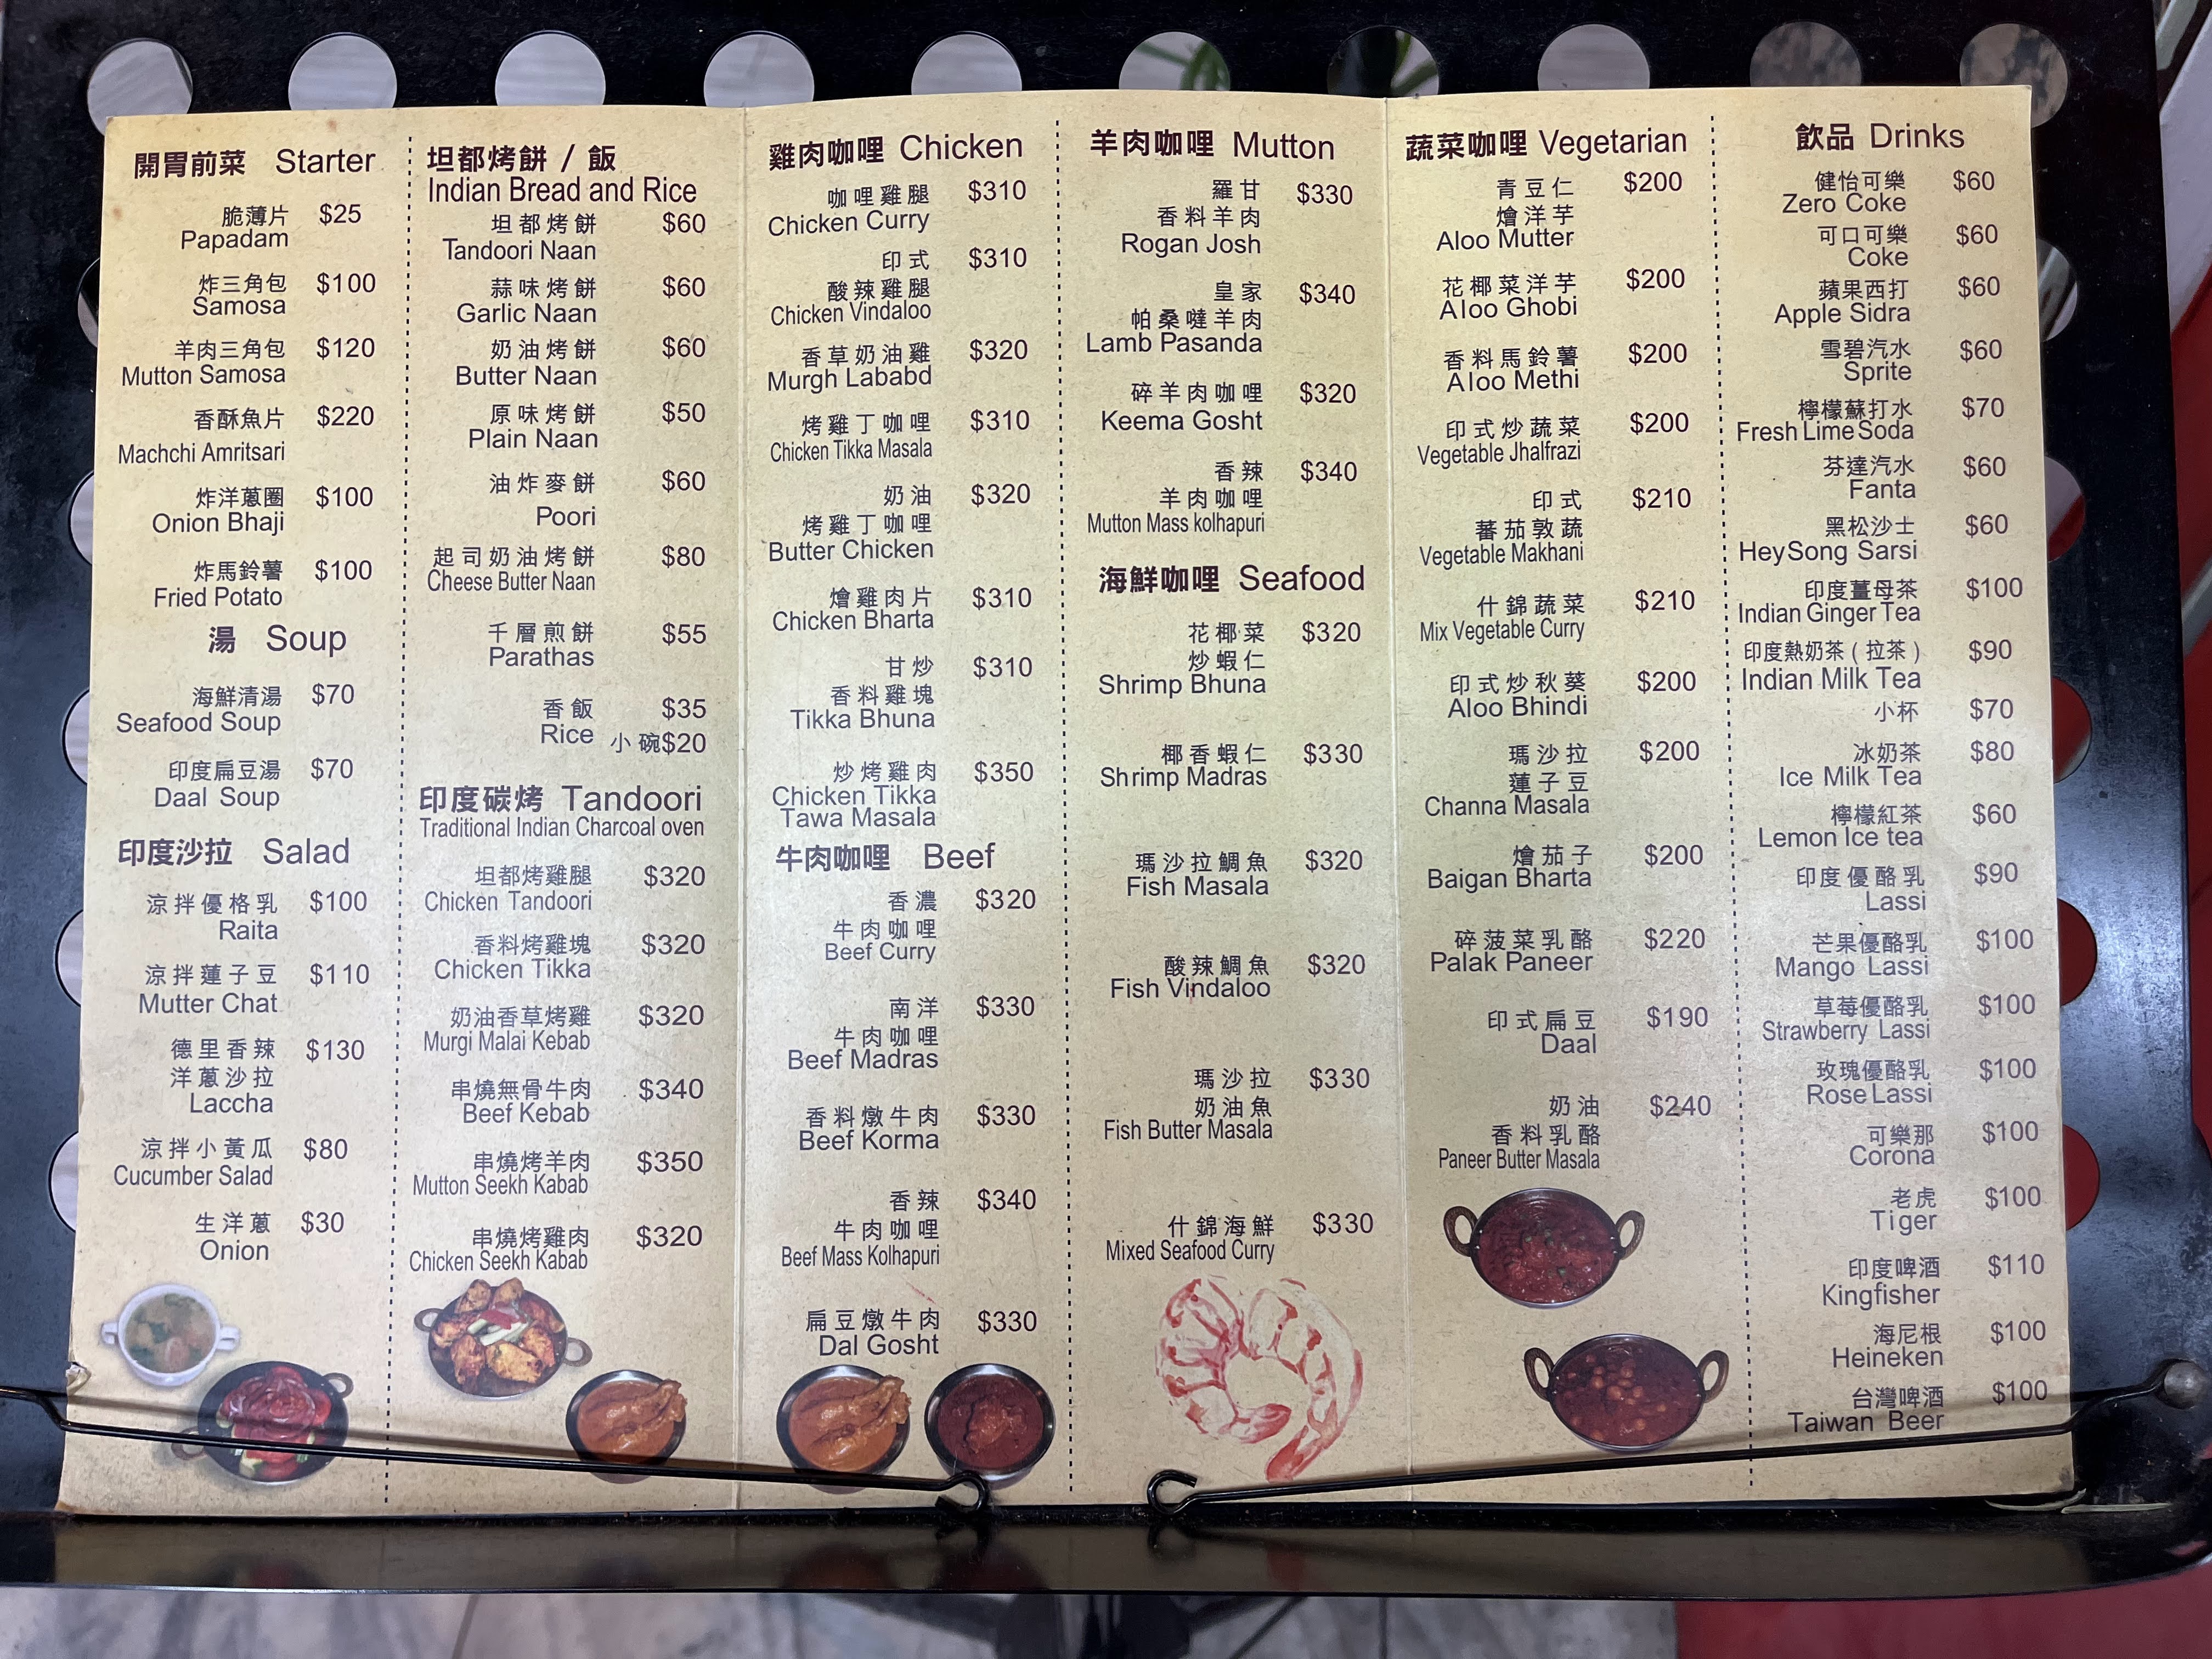 開胃前菜 Starter
脆薄片 $25
Papadam
炸三角包 $100
Samosa
羊肉三角包 $120
Mutton Samosa
香酥魚片 $220
Machchi Amritsari
炸洋蔥圈 $100
Onion Bhaji
炸馬鈴薯 $100
Fried Potato
湯 Soup
海鮮清湯 $70
Seafood Soup
印度扁豆湯 $70
Daal Soup
印度沙拉 Salad
涼拌優格乳 $100
Raita
涼拌蓮子豆 $110
Mutter Chat
德里香辣 $130
洋蔥沙拉
Laccha
涼拌小黃瓜 $80
Cucumber Salad
生洋蔥 $30
Onion
坦都烤餅 / 飯
Indian Bread and Rice
坦都烤餅 $60
Tandoori Naan
蒜味烤餅 $60
Garlic Naan
奶油烤餅 $60
Butter Naan
原味烤餅 $50
Plain Naan
油炸麥餅 $60
Poori
起司奶油烤餅 $80
Cheese Butter Naan
千層煎餅 $55
Parathas
香飯 $35
Rice 小碗$20
印度碳烤 Tandoori
Traditional Indian Charcoal oven
坦都烤雞腿 $320
Chicken Tandoori
香料烤雞塊 $320
Chicken Tikka
奶油香草烤雞 $320
Murgi Malai Kebab
串燒無骨牛肉 $340
Beef Kebab
串燒烤羊肉 $350
Mutton Seekh Kabab
串燒烤雞肉 $320
Chicken Seekh Kabab
雞肉咖哩 Chicken
咖哩雞腿 $310
Chicken Curry
印式 $310
酸辣雞腿
Chicken Vindaloo
香草奶油雞 $320
Murgh Lababd
烤雞丁咖哩 $310
Chicken Tikka Masala
奶油 $320
烤雞丁咖哩
Butter Chicken
燴雞肉片 $310
Chicken Bharta
甘炒 $310
香料雞塊
Tikka Bhuna
炒烤雞肉 $350
Chicken Tikka
Tawa Masala
牛肉咖哩 Beef
香濃 $320
牛肉咖哩
Beef Curry
南洋 $330
牛肉咖哩
Beef Madras
香料燉牛肉 $330
Beef Korma
香辣 $340
牛肉咖哩
Beef Mass Kolhapuri
扁豆燉牛肉 $330
Dal Gosht
羊肉咖哩 Mutton
羅甘 $330
香料羊肉
Rogan Josh
皇家 $340
帕桑噠羊肉
Lamb Pasanda
碎羊肉咖哩 $320
Keema Gosht
香辣 $340
羊肉咖哩
Mutton Mass kolhapuri
海鮮咖哩 Seafood
花椰菜 $320
炒蝦仁
Shrimp Bhuna
椰香蝦仁 $330
Shrimp Madras
瑪沙拉鯛魚 $320
Fish Masala
酸辣鯛魚 $320
Fish Vindaloo
瑪沙拉 $330
奶油魚
Fish Butter Masala
什錦海鮮 $330
Mixed Seafood Curry
蔬菜咖哩 Vegetarian
青豆仁 $200
燴洋芋
Aloo Mutter
花椰菜洋芋 $200
Aloo Ghobi
香料馬鈴薯 $200
Aloo Methi
印式炒蔬菜 $200
Vegetable Jhalfrazi
印式 $210
蕃茄敦蔬
Vegetable Makhani
什錦蔬菜 $210
Mix Vegetable Curry
印式炒秋葵 $200
Aloo Bhindi
瑪沙拉 $200
蓮子豆
Channa Masala
燴茄子 $200
Baigan Bharta
碎菠菜乳酪 $220
Palak Paneer
印式扁豆 $190
Daal
奶油 $240
香料乳酪
Paneer Butter Masala
飲品 Drinks
健怡可樂 $60
Zero Coke
可口可樂 $60
Coke
蘋果西打 $60
Apple Sidra
雪碧汽水 $60
Sprite
檸檬蘇打水 $70
Fresh Lime Soda
芬達汽水 $60
Fanta
黑松沙士 $60
HeySong Sarsi
印度薑母茶 $100
Indian Ginger Tea
印度熱奶茶 ( 拉茶 ) $90
Indian Milk Tea
小杯 $70
冰奶茶 $80
Ice Milk Tea
檸檬紅茶 $60
Lemon Ice tea
印度優酪乳 $90
Lassi
芒果優酪乳 $100
Mango Lassi
草莓優酪乳 $100
Strawberry Lassi
玫瑰優酪乳 $100
Rose Lassi
可樂那 $100
Corona
老虎 $100
Tiger
印度啤酒 $110
Kingfisher
海尼根 $100
Heineken
台灣啤酒 $100
Taiwan Beer